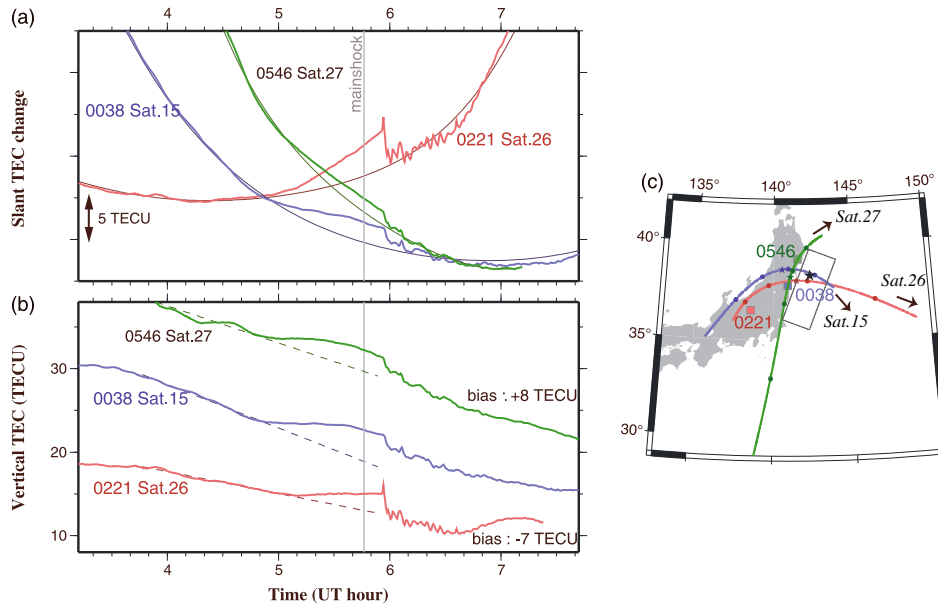 (a)
4 5 6 7
mainshock
0546 Sat.27
0038 Sat.15
0221 Sat.26
Slant TEC change
5 TECU
(b)
0546 Sat.27
30
0038 Sat.15
bias : +8 TECU
20
0221 Sat.26
10
bias : -7 TECU
Vertical TEC (TECU)
4 5 6 7
Time (UT hour)
(c)
135° 140° 145° 150°
40°
Sat.27
0546
Sat.26
0038
35°
0221
Sat.15
30°